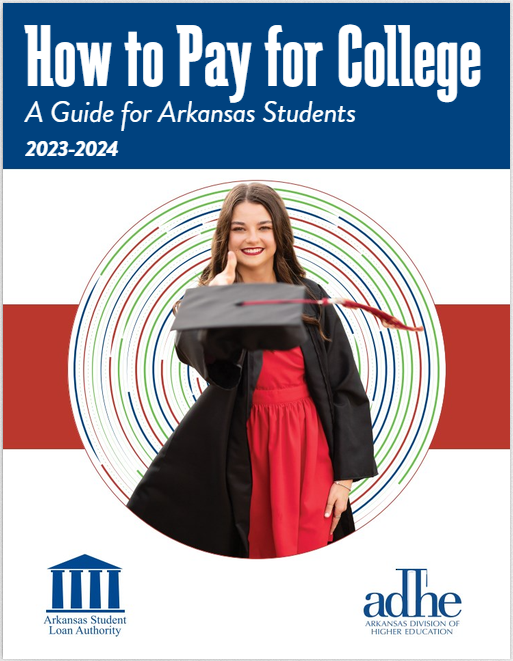 How to Pay for College
A Guide for Arkansas Students
2023-2024
Arkansas Student
Loan Authority
adhe
ARKANSAS DIVISION OF
HIGHER EDUCATION